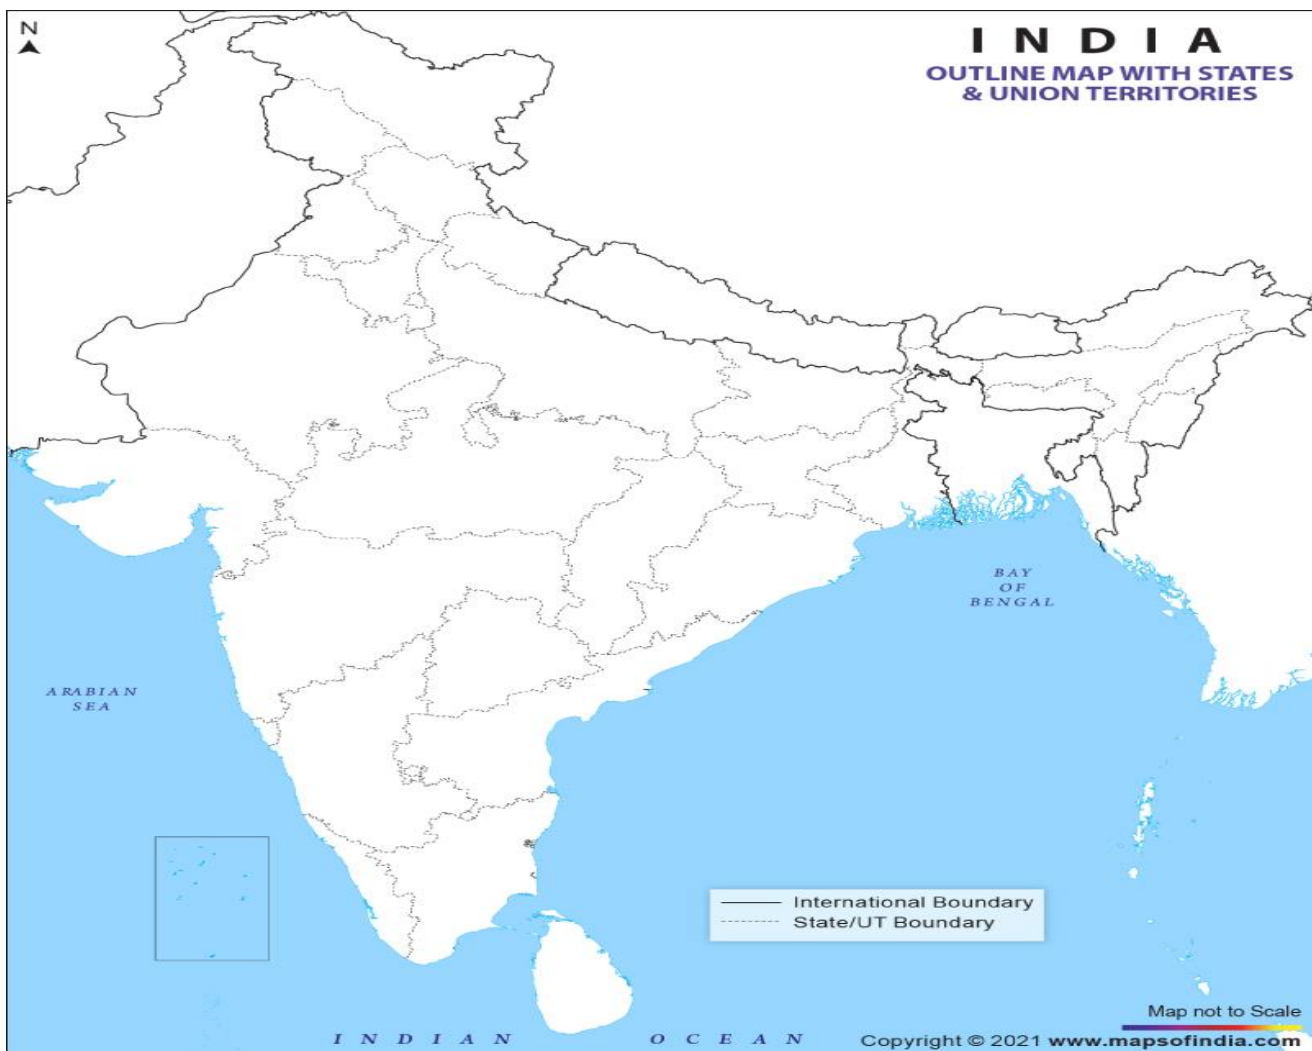 N
INDIA
OUTLINE MAP WITH STATES
& UNION TERRITORIES
BAY
OF
BENGAL
ARABIAN
SEA
International Boundary
State/UT Boundary
INDIAN OCEAN
Map not to Scale
Copyright © 2021 www.mapsofindia.com